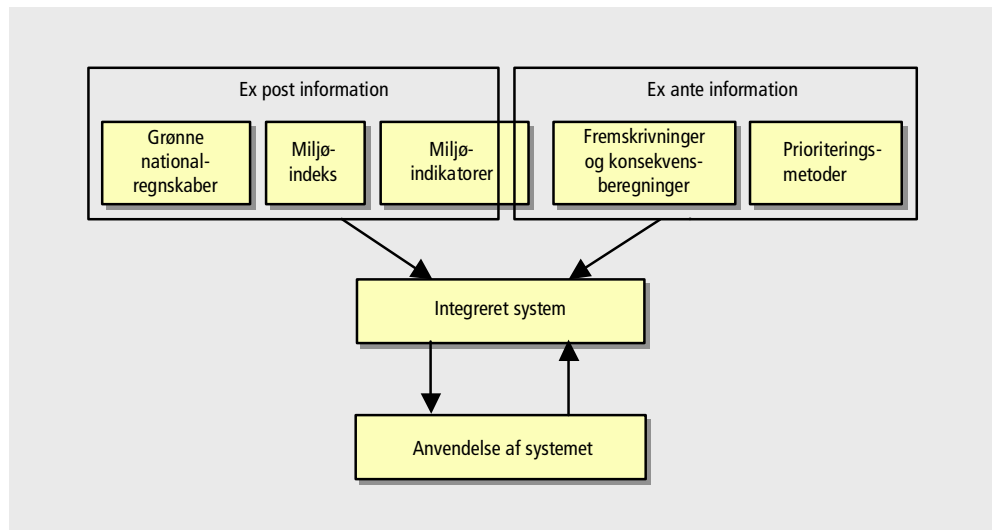 Ex post information
Grønne
national-
regnskaber
Miljø-
indeks
Miljø-
indikatorer
Ex ante information
Fremskrivninger
og konsekvens-
beregninger
Prioriterings-
metoder
Integreret system
Anvendelse af systemet